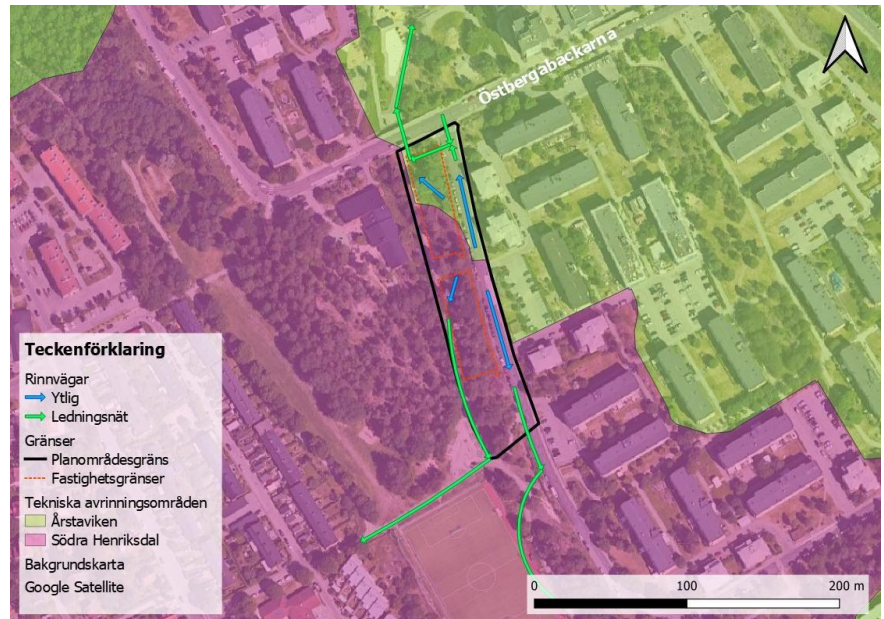 Östbergabackarna
Teckenförklaring
Rinnvägar
Ytlig
Ledningsnät
Gränser
Planområdesgräns
Fastighetsgränser
Tekniska avrinningsområden
Årstaviken
Södra Henriksdal
Bakgrundskarta
Google Satellite
0 100 200 m